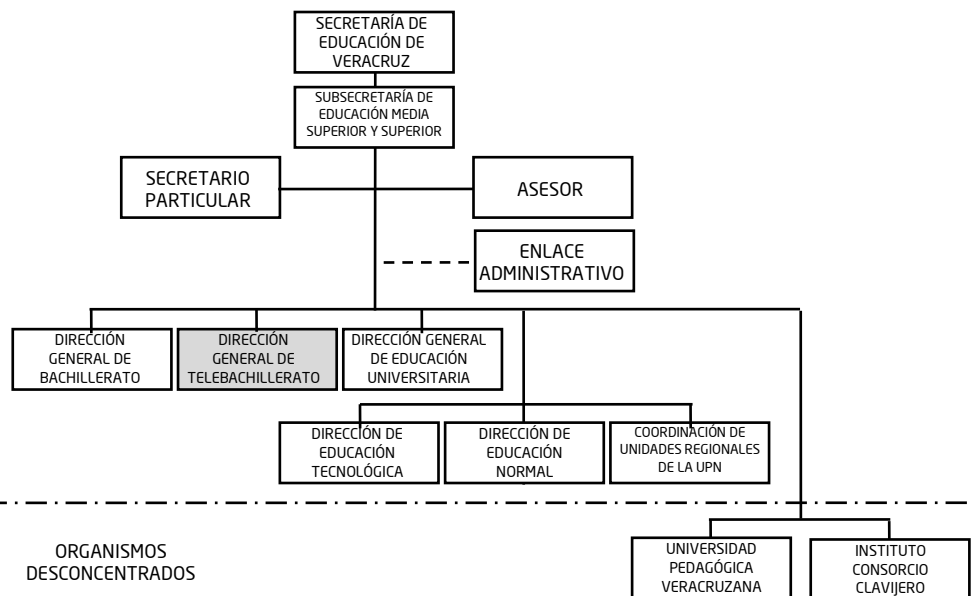 SECRETARÍA DE
EDUCACIÓN DE
VERACRUZ
SUBSECRETARÍA DE
EDUCACIÓN MEDIA
SUPERIOR Y SUPERIOR
SECRETARIO
PARTICULAR
ASESOR
ENLACE
ADMINISTRATIVO
DIRECCIÓN
GENERAL DE
BACHILLERATO
DIRECCIÓN
GENERAL DE
TELEBACHILLERATO
DIRECCIÓN GENERAL
DE EDUCACIÓN
UNIVERSITARIA
DIRECCIÓN DE
EDUCACIÓN
TECNOLÓGICA
DIRECCIÓN DE
EDUCACIÓN
NORMAL
COORDINACIÓN DE
UNIDADES REGIONALES
DE LA UPN
ORGANISMOS
DESCONCENTRADOS
UNIVERSIDAD
PEDAGÓGICA
VERACRUZANA
INSTITUTO
CONSORCIO
CLAVIJERO